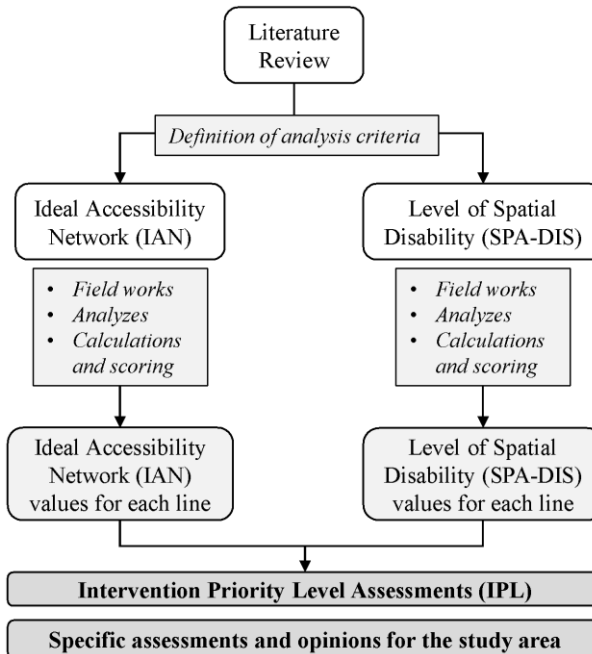 Literature
Review
Definition of analysis criteria
Ideal Accessibility
Network (IAN)
Level of Spatial
Disability (SPA-DIS)
• Field works
• Analyzes
• Calculations
and scoring
• Field works
• Analyzes
• Calculations
and scoring
Ideal Accessibility
Network (IAN)
values for each line
Level of Spatial
Disability (SPA-DIS)
values for each line
Intervention Priority Level Assessments (IPL)
Specific assessments and opinions for the study area